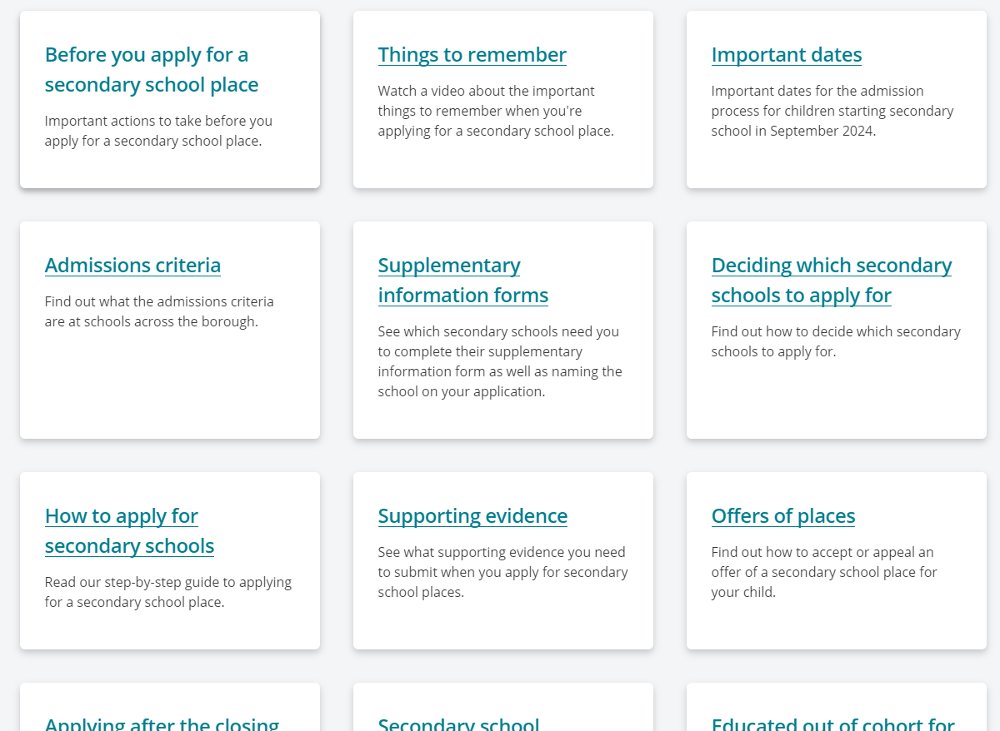 Before you apply for a
secondary school place
Important actions to take before you
apply for a secondary school place.
Things to remember
Watch a video about the important
things to remember when you're
applying for a secondary school place.
Important dates
Important dates for the admission
process for children starting secondary
school in September 2024.
Admissions criteria
Find out what the admissions criteria
are at schools across the borough.
Supplementary
information forms
See which secondary schools need you
to complete their supplementary
information form as well as naming the
school on your application.
Deciding which secondary
schools to apply for
Find out how to decide which secondary
schools to apply for.
How to apply for
secondary schools
Read our step-by-step guide to applying
for a secondary school place.
Supporting evidence
See what supporting evidence you need
to submit when you apply for secondary
school places.
Offers of places
Find out how to accept or appeal an
offer of a secondary school place for
your child.
Applying after the closing
Secondary school
Educated out of cohort for